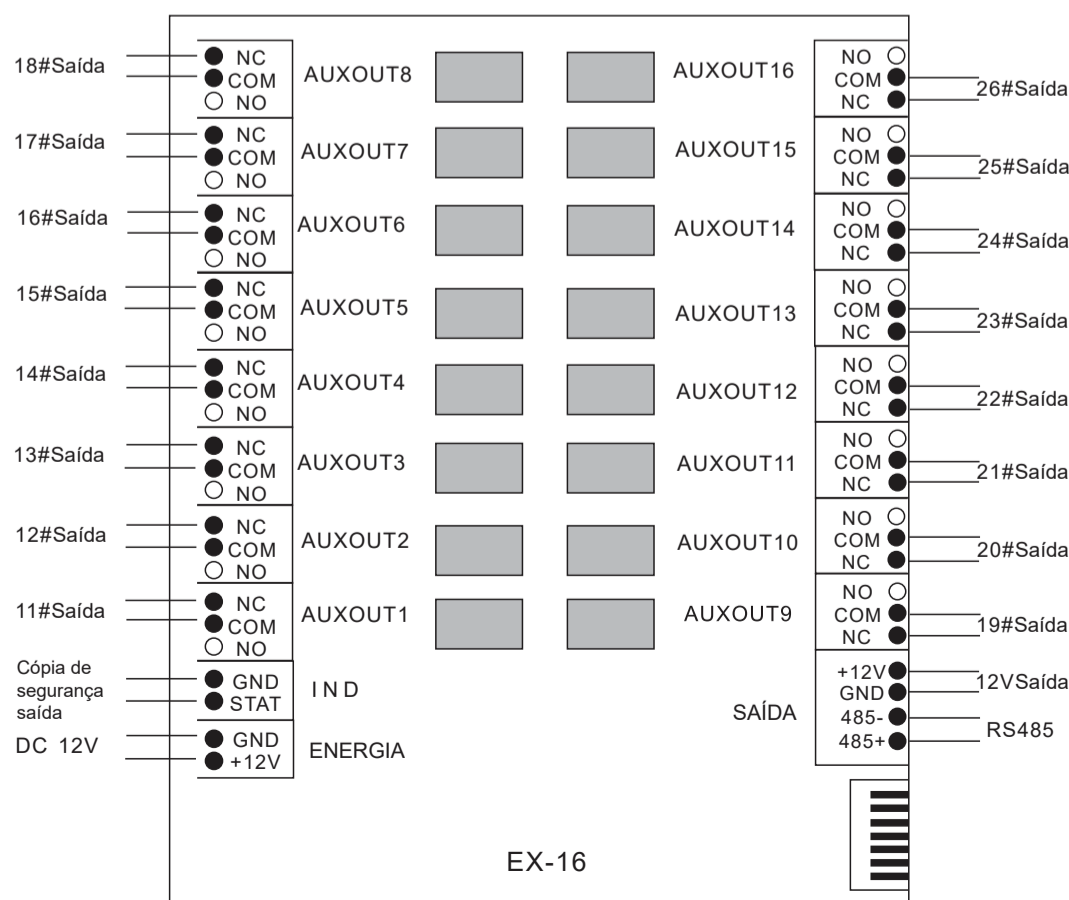 18#Saída
NC
COM
NO
AUXOUT8
17#Saída
NC
COM
NO
AUXOUT7
16#Saída
NC
COM
NO
AUXOUT6
15#Saída
NC
COM
NO
AUXOUT5
14#Saída
NC
COM
NO
AUXOUT4
13#Saída
NC
COM
NO
AUXOUT3
12#Saída
NC
COM
NO
AUXOUT2
11#Saída
NC
COM
NO
AUXOUT1
Cópia de
segurança
saída
GND
STAT
IND
DC 12V
GND
+12V
ENERGIA
AUXOUT16
NO
COM
NC
26#Saída
AUXOUT15
NO
COM
NC
25#Saída
AUXOUT14
NO
COM
NC
24#Saída
AUXOUT13
NO
COM
NC
23#Saída
AUXOUT12
NO
COM
NC
22#Saída
AUXOUT11
NO
COM
NC
21#Saída
AUXOUT10
NO
COM
NC
20#Saída
AUXOUT9
NO
COM
NC
19#Saída
SAÍDA
+12V
GND
485-
485+
12VSaída
RS485
EX-16